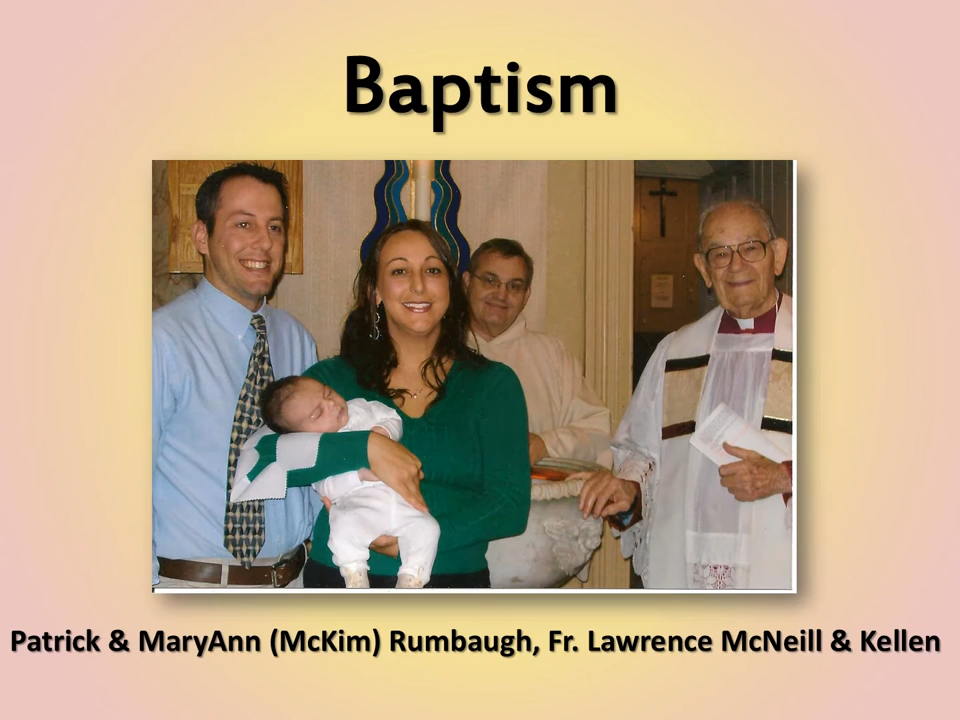 Baptism
Patrick & MaryAnn (McKim) Rumbaugh, Fr. Lawrence McNeill & Kellen